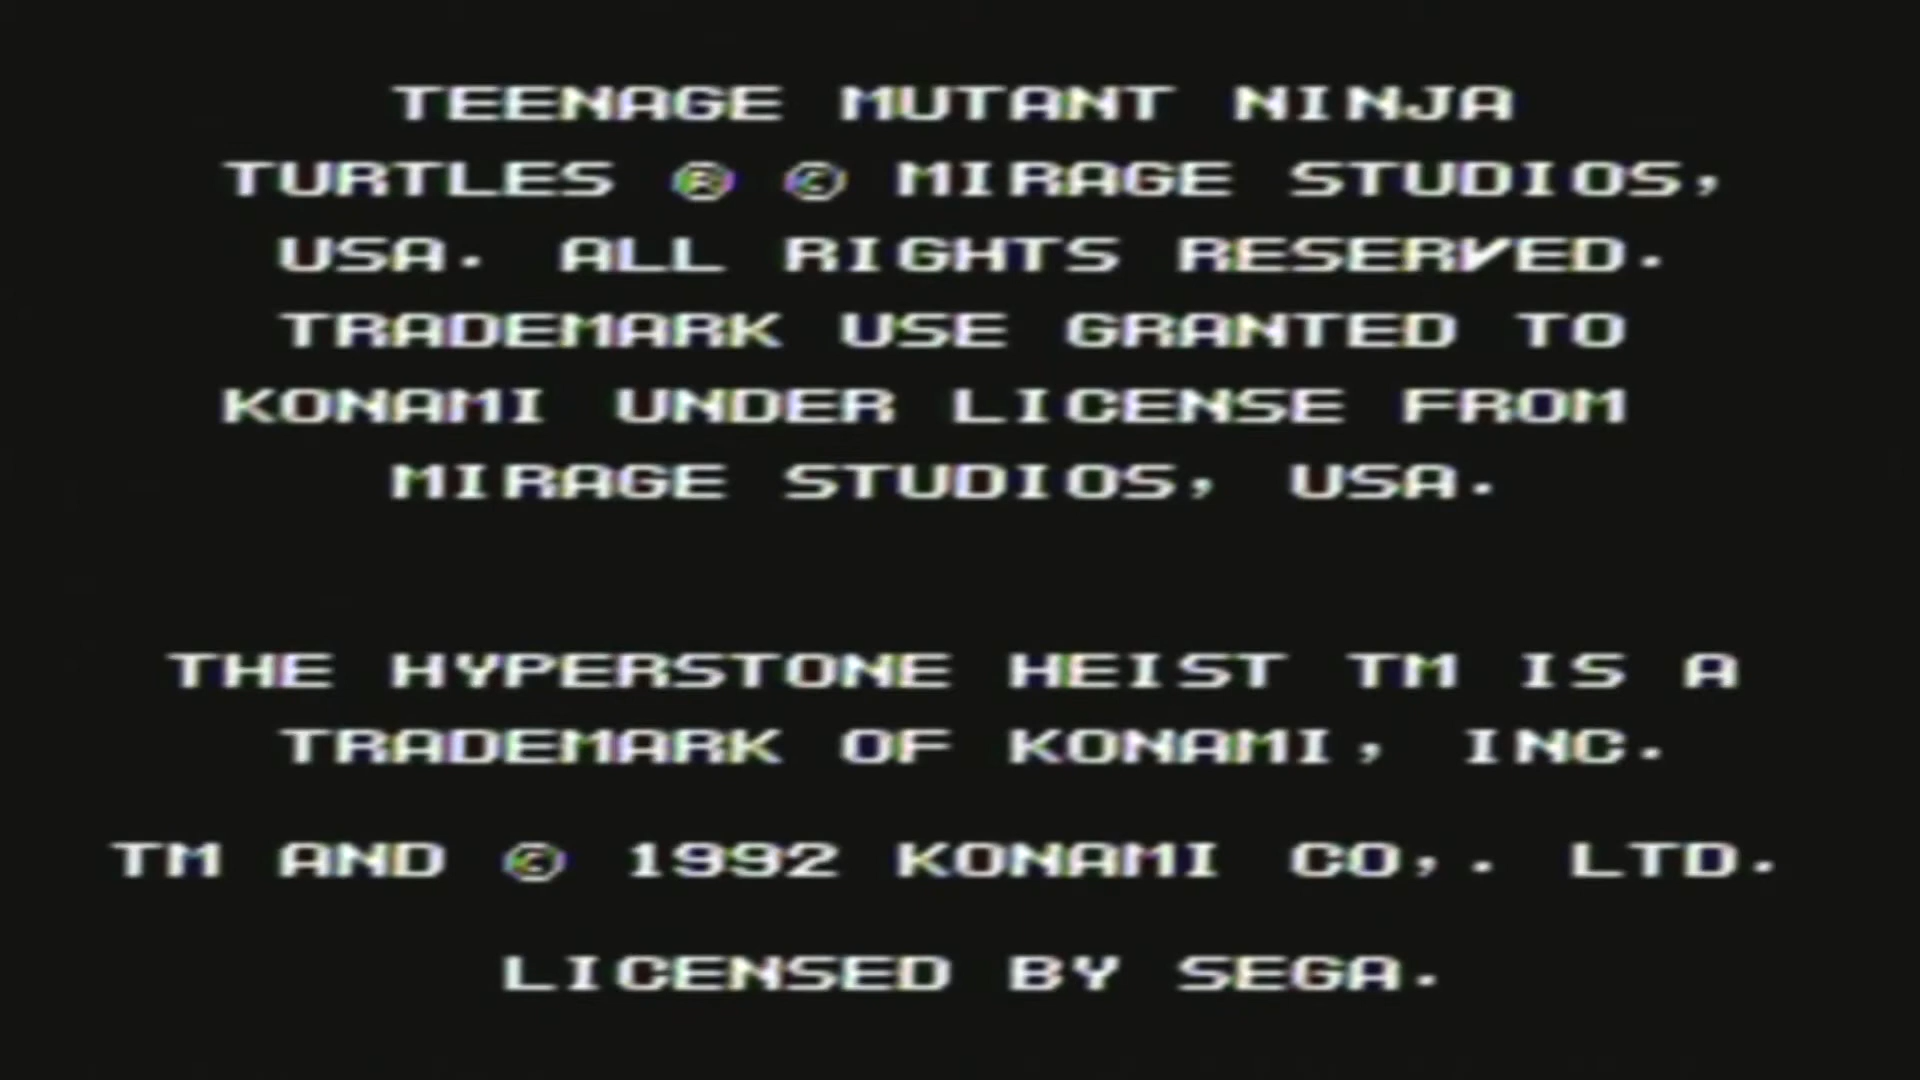 TEENAGE MUTANT NINJA
TURTLES ® © MIRAGE STUDIOS,
USA. ALL RIGHTS RESERVED.
TRADEMARK USE GRANTED TO
KONAMI UNDER LICENSE FROM
MIRAGE STUDIOS, USA.
THE HYPERSTONE HEIST TM IS A
TRADEMARK OF KONAMI, INC.
TM AND © 1992 KONAMI CO,. LTD.
LICENSED BY SEGA.